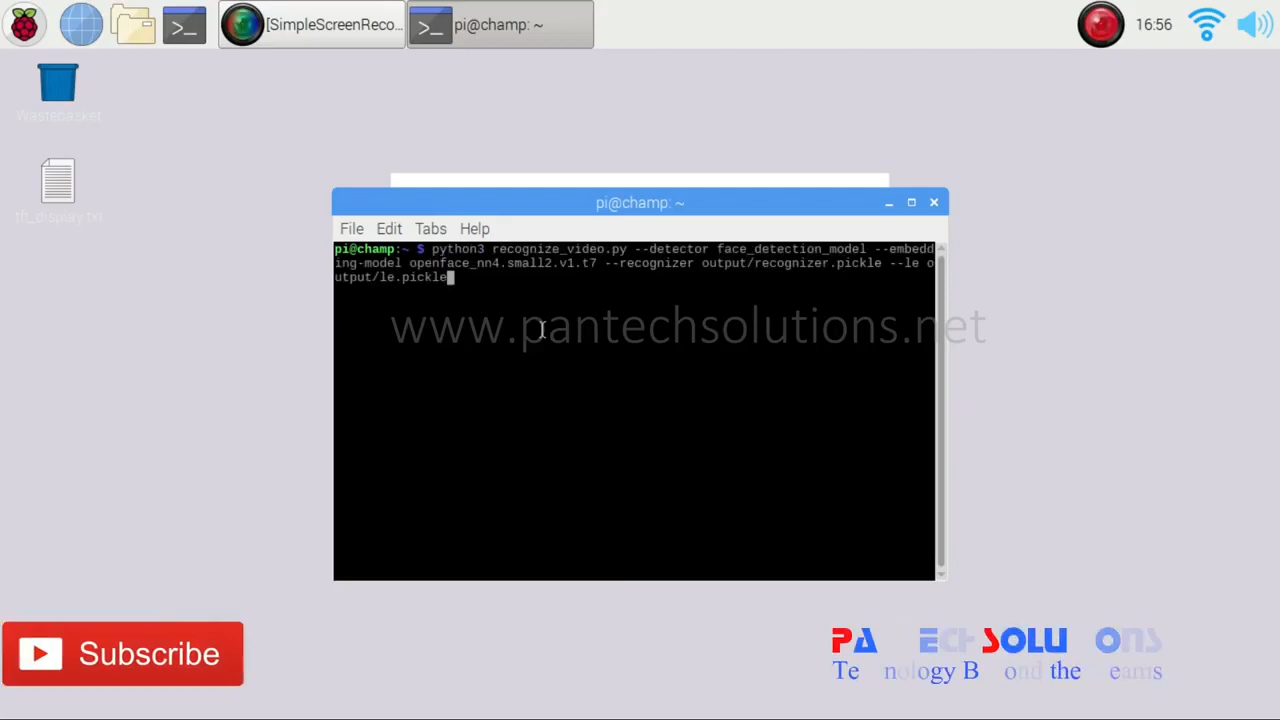 [SimpleScreenReco...
pi@champ: ~
16:56
Wastebasket
tft_display.txt
pi@champ: ~
File Edit Tabs Help
pi@champ:~ $ python3 recognize_video.py --detector face_detection_model --embedd
ing-model openface_nn4.small2.v1.t7 --recognizer output/recognizer.pickle --le o
utput/le.pickle
www.pantechsolutions.net
Subscribe